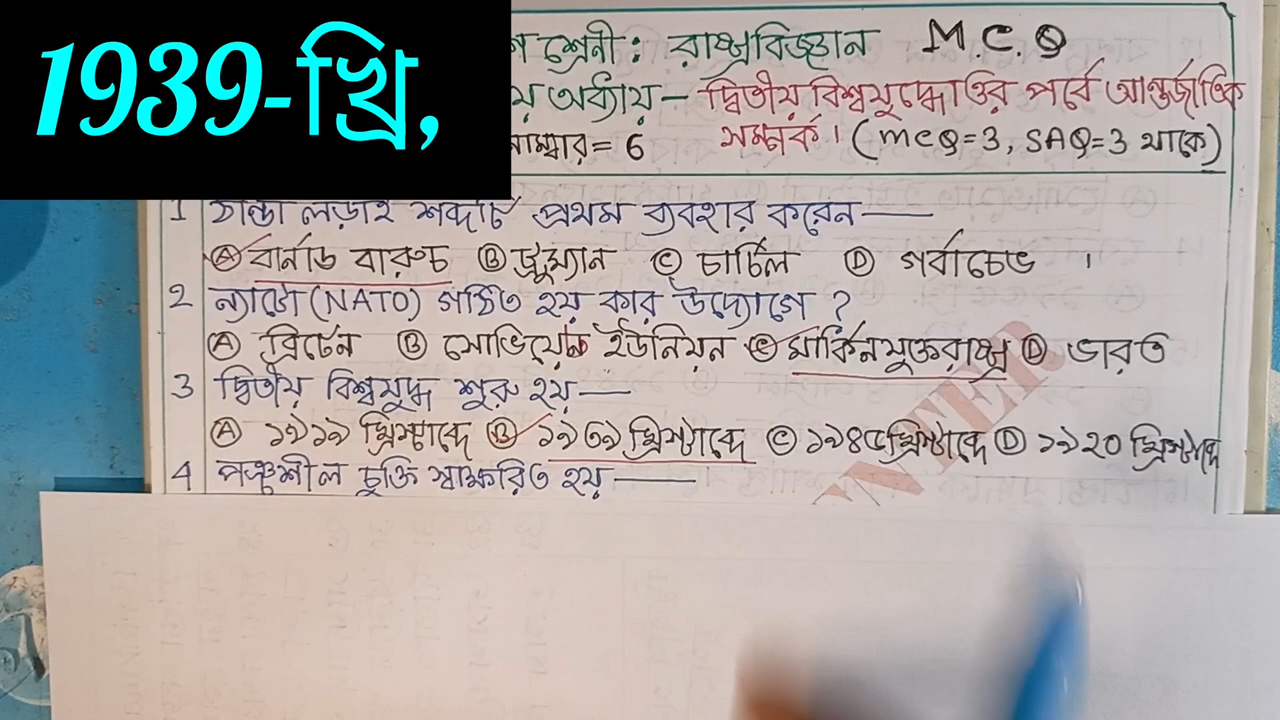 1939-খ্রি,
শ্রেনী: রাষ্ট্রবিজ্ঞান M.C.Q
অধ্যায় - দ্বিতীয় বিশ্বযুদ্ধোত্তর পর্বে আন্তর্জাতিক
নাম্বার = 6 সম্পর্ক। (MCQ=3, SAQ=3 থাকে)
1 ঠান্ডা লড়াই শব্দটি প্রথম ব্যবহার করেন —
A বার্নাড বারুচ B ট্রুম্যান C চার্চিল D গর্বাচেভ ।
2 ন্যাটো (NATO) গঠিত হয় কার উদ্যোগে ?
A ব্রিটেন B সোভিয়েত ইউনিয়ন C মার্কিনযুক্তরাষ্ট্র D ভারত
3 দ্বিতীয় বিশ্বযুদ্ধ শুরু হয় —
A ১৯১৯ খ্রিস্টাব্দে B ১৯৩৯ খ্রিস্টাব্দে C ১৯৪৫ খ্রিস্টাব্দে D ১৯২০ খ্রিস্টাব্দে
4 পঞ্চশীল চুক্তি স্বাক্ষরিত হয় —